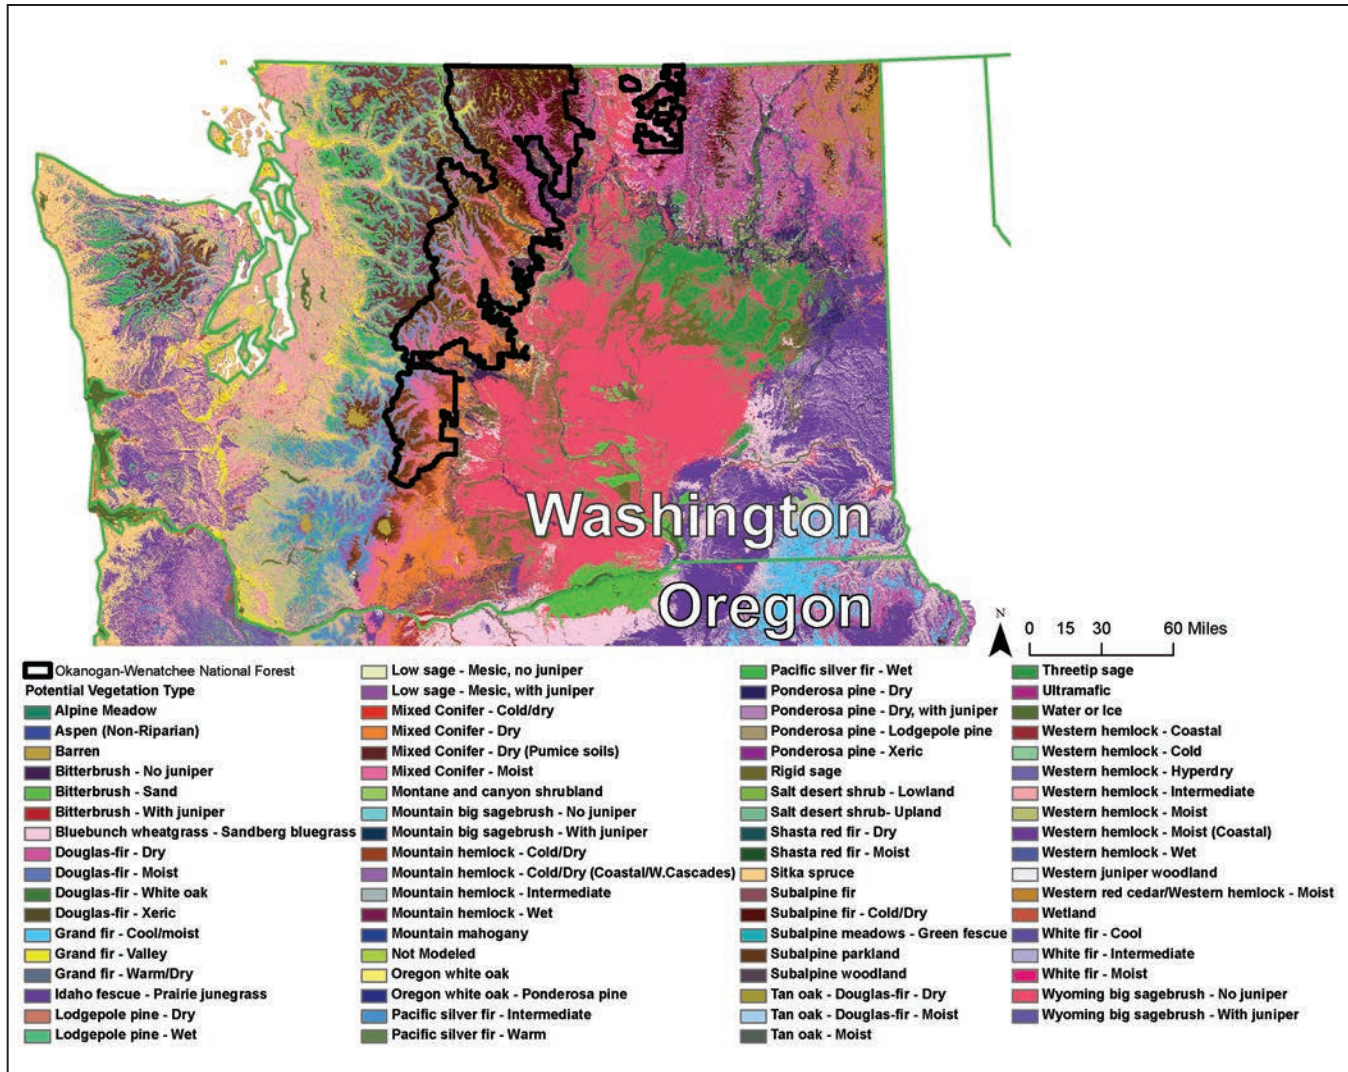 Washington
Oregon
N
0 15 30 60 Miles
Okanogan-Wenatchee National Forest
Potential Vegetation Type
Alpine Meadow
Aspen (Non-Riparian)
Barren
Bitterbrush - No juniper
Bitterbrush - Sand
Bitterbrush - With juniper
Bluebunch wheatgrass - Sandberg bluegrass
Douglas-fir - Dry
Douglas-fir - Moist
Douglas-fir - White oak
Douglas-fir - Xeric
Grand fir - Cool/moist
Grand fir - Valley
Grand fir - Warm/Dry
Idaho fescue - Prairie junegrass
Lodgepole pine - Dry
Lodgepole pine - Wet
Low sage - Mesic, no juniper
Low sage - Mesic, with juniper
Mixed Conifer - Cold/dry
Mixed Conifer - Dry
Mixed Conifer - Dry (Pumice soils)
Mixed Conifer - Moist
Montane and canyon shrubland
Mountain big sagebrush - No juniper
Mountain big sagebrush - With juniper
Mountain hemlock - Cold/Dry
Mountain hemlock - Cold/Dry (Coastal/W.Cascades)
Mountain hemlock - Intermediate
Mountain hemlock - Wet
Mountain mahogany
Not Modeled
Oregon white oak
Oregon white oak - Ponderosa pine
Pacific silver fir - Intermediate
Pacific silver fir - Warm
Pacific silver fir - Wet
Ponderosa pine - Dry
Ponderosa pine - Dry, with juniper
Ponderosa pine - Lodgepole pine
Ponderosa pine - Xeric
Rigid sage
Salt desert shrub - Lowland
Salt desert shrub- Upland
Shasta red fir - Dry
Shasta red fir - Moist
Sitka spruce
Subalpine fir
Subalpine fir - Cold/Dry
Subalpine meadows - Green fescue
Subalpine parkland
Subalpine woodland
Tan oak - Douglas-fir - Dry
Tan oak - Douglas-fir - Moist
Tan oak - Moist
Threetip sage
Ultramafic
Water or Ice
Western hemlock - Coastal
Western hemlock - Cold
Western hemlock - Hyperdry
Western hemlock - Intermediate
Western hemlock - Moist
Western hemlock - Moist (Coastal)
Western hemlock - Wet
Western juniper woodland
Western red cedar/Western hemlock - Moist
Wetland
White fir - Cool
White fir - Intermediate
White fir - Moist
Wyoming big sagebrush - No juniper
Wyoming big sagebrush - With juniper